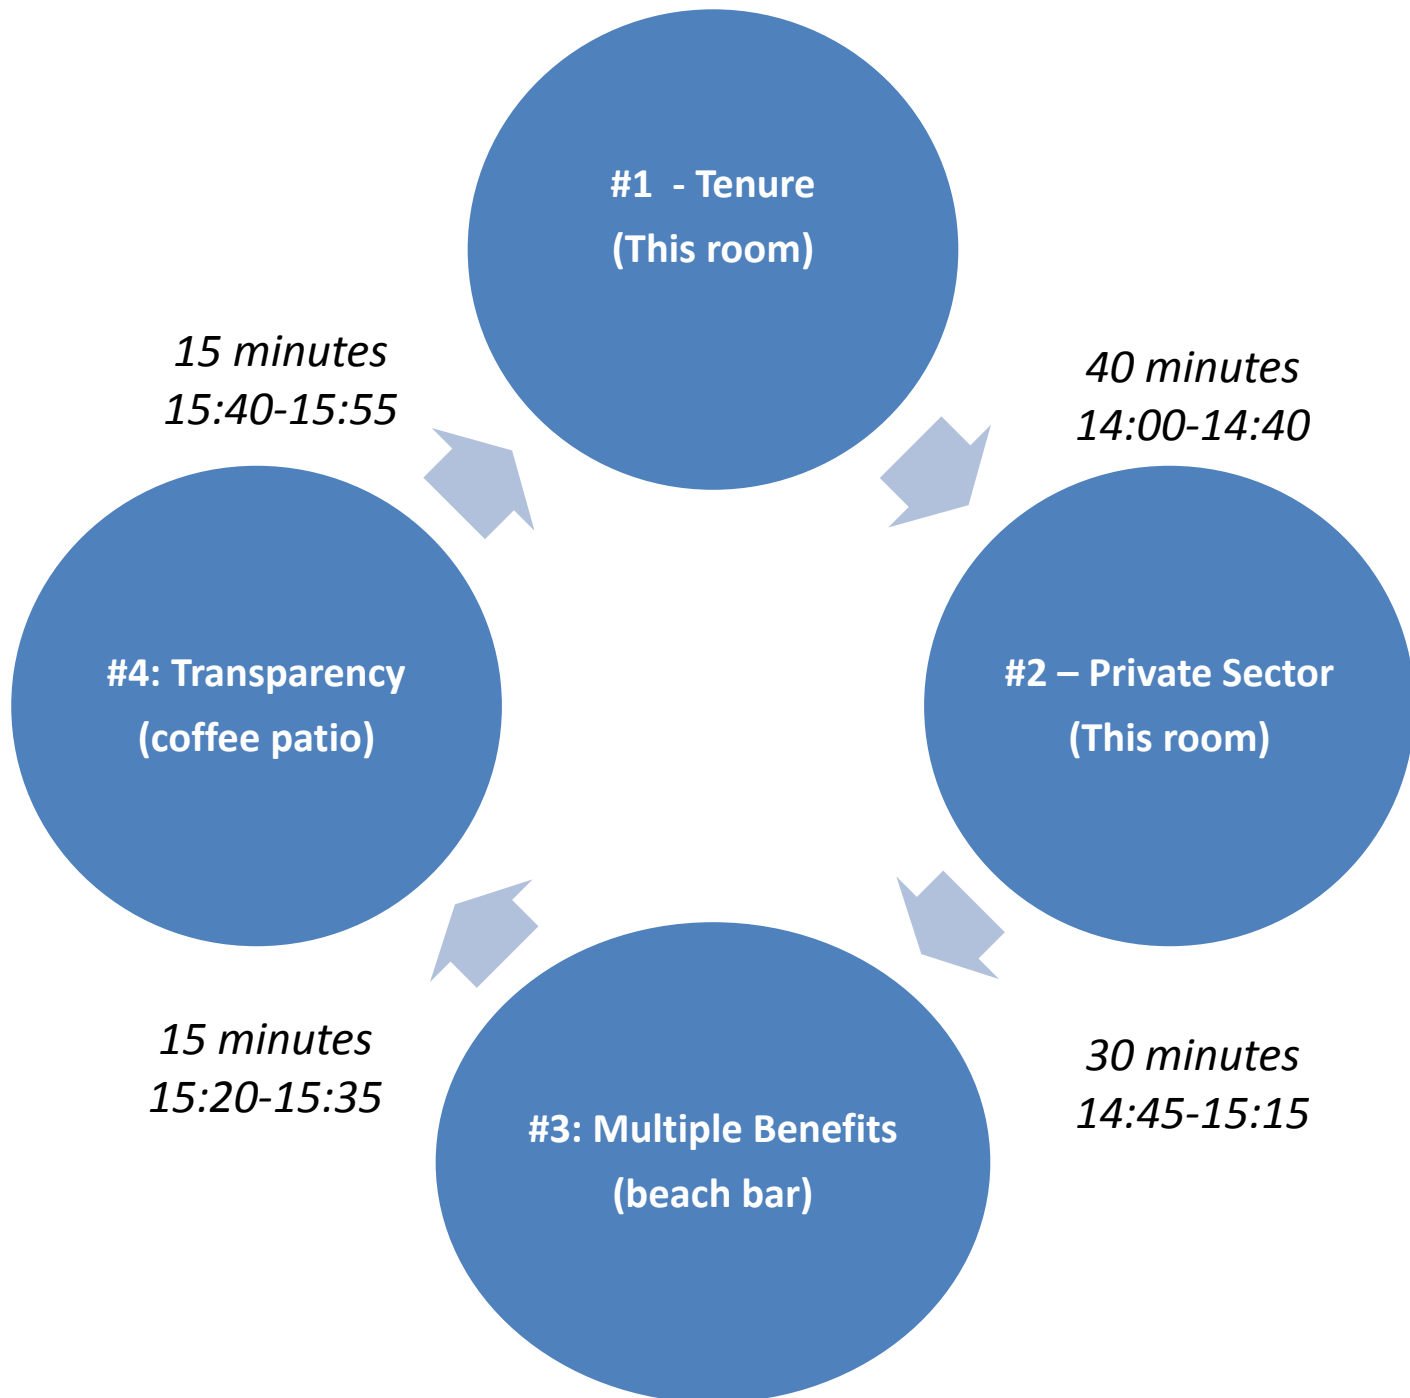 #1  - Tenure
(This room)
15 minutes
15:40-15:55
40 minutes
14:00-14:40
#4: Transparency
(coffee patio)
#2 – Private Sector
(This room)
15 minutes
15:20-15:35
30 minutes
14:45-15:15
#3: Multiple Benefits
(beach bar)